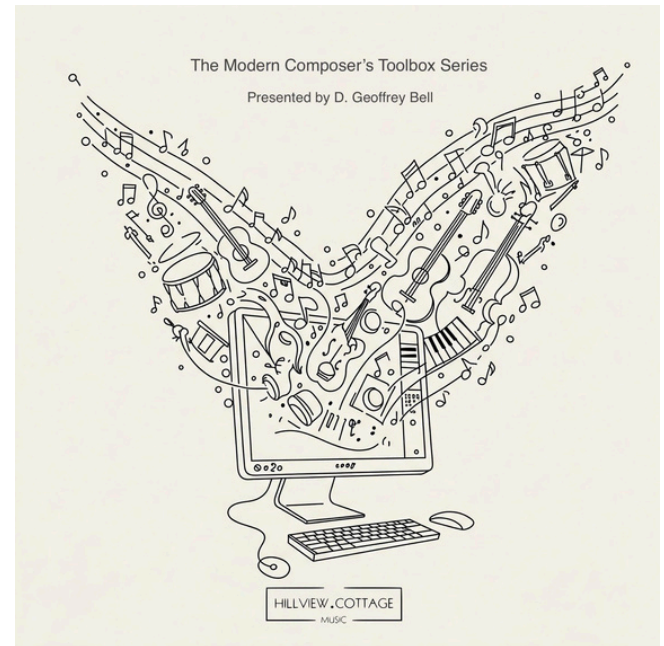 The Modern Composer's Toolbox Series
Presented by D. Geoffrey Bell
HILLVIEW.COTTAGE
MUSIC